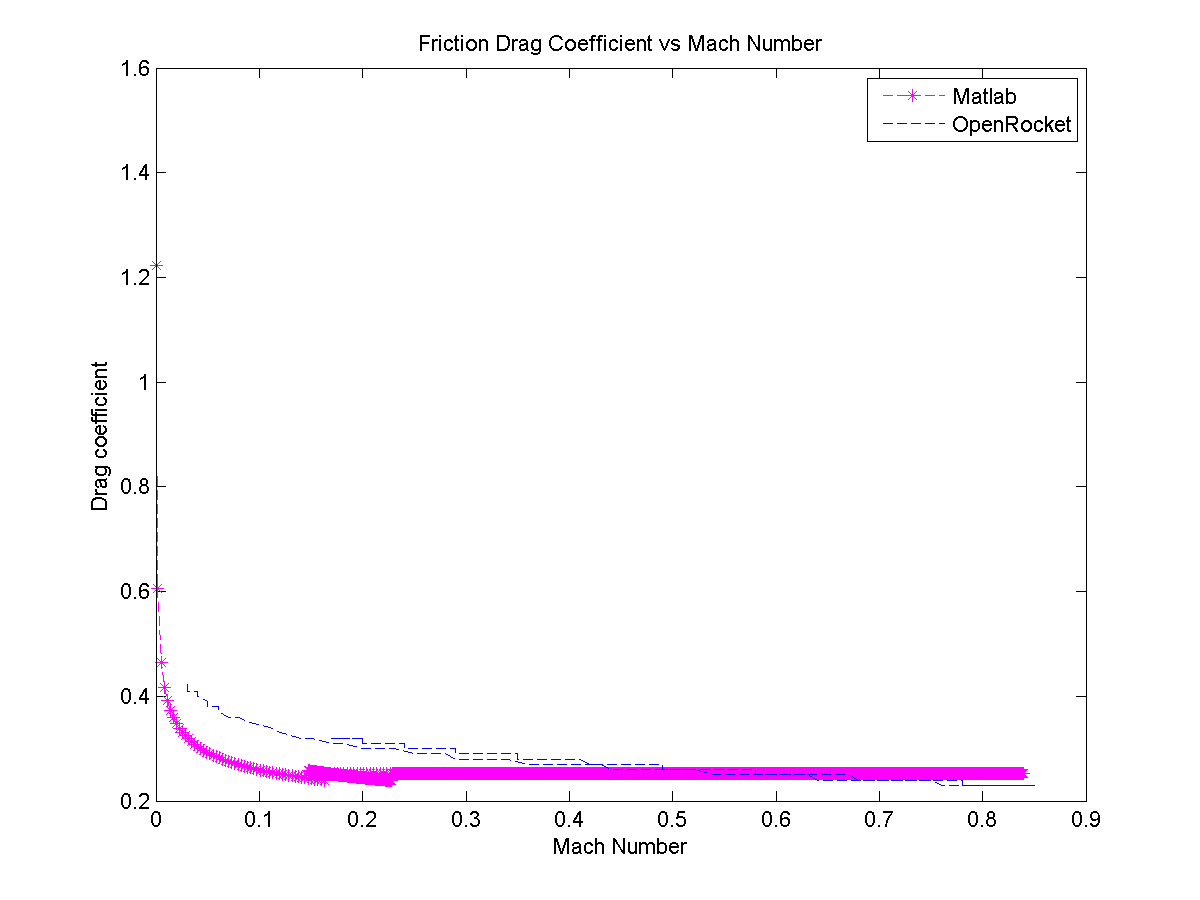 Friction Drag Coefficient vs Mach Number
1.6
1.4
1.2
1
0.8
0.6
0.4
0.2
Drag coefficient
Matlab
OpenRocket
0 0.1 0.2 0.3 0.4 0.5 0.6 0.7 0.8 0.9
Mach Number